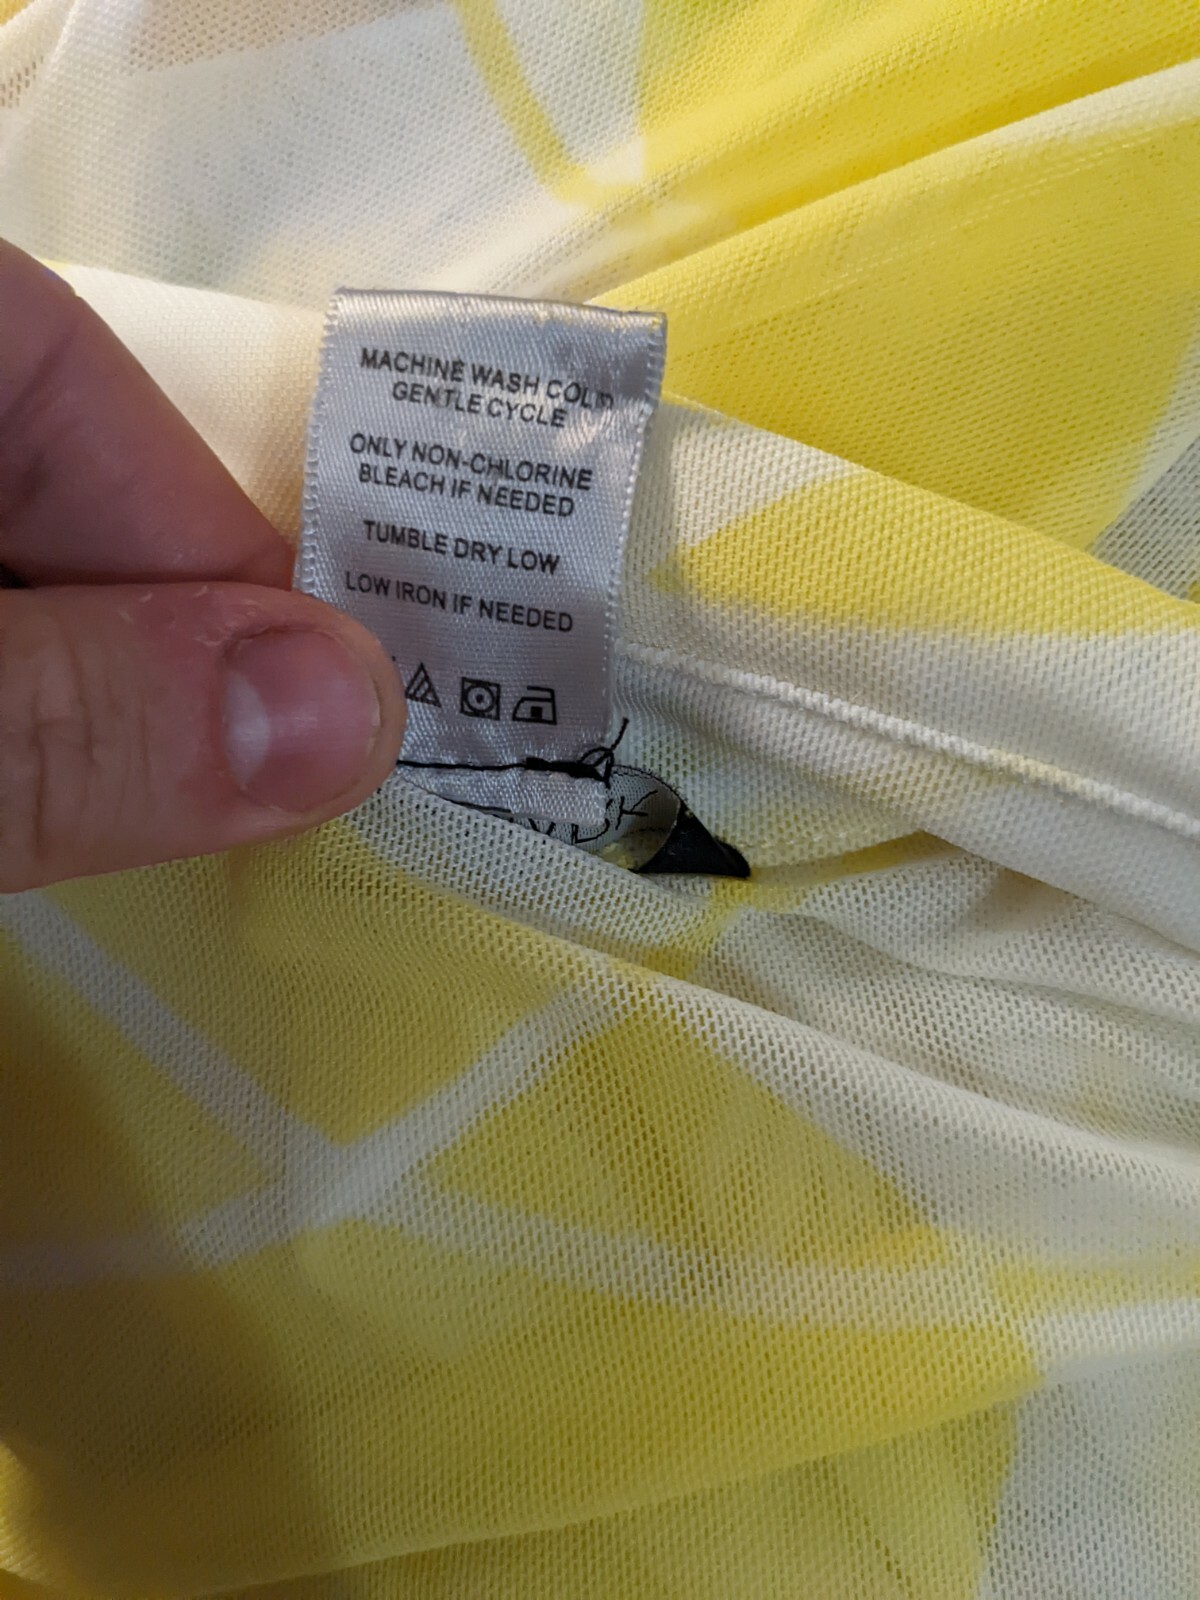 MACHINE WASH COLD
GENTLE CYCLE
ONLY NON-CHLORINE
BLEACH IF NEEDED
TUMBLE DRY LOW
LOW IRON IF NEEDED